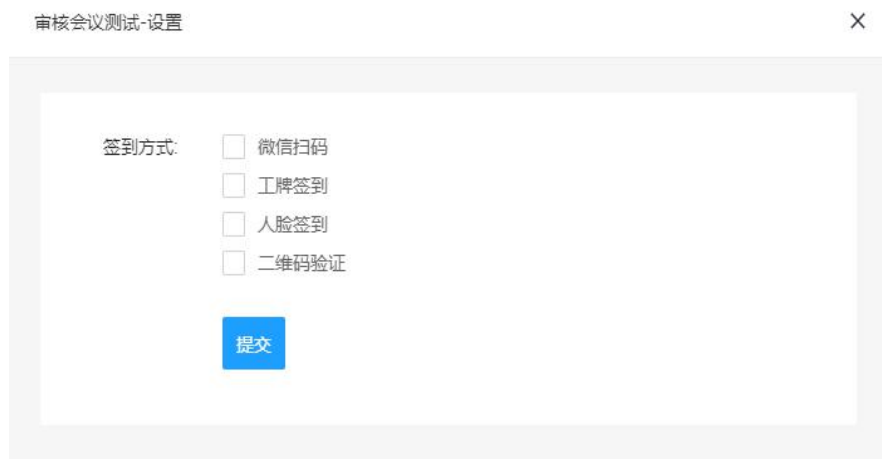 审核会议测试-设置
签到方式: 微信扫码
工牌签到
人脸签到
二维码验证
提交